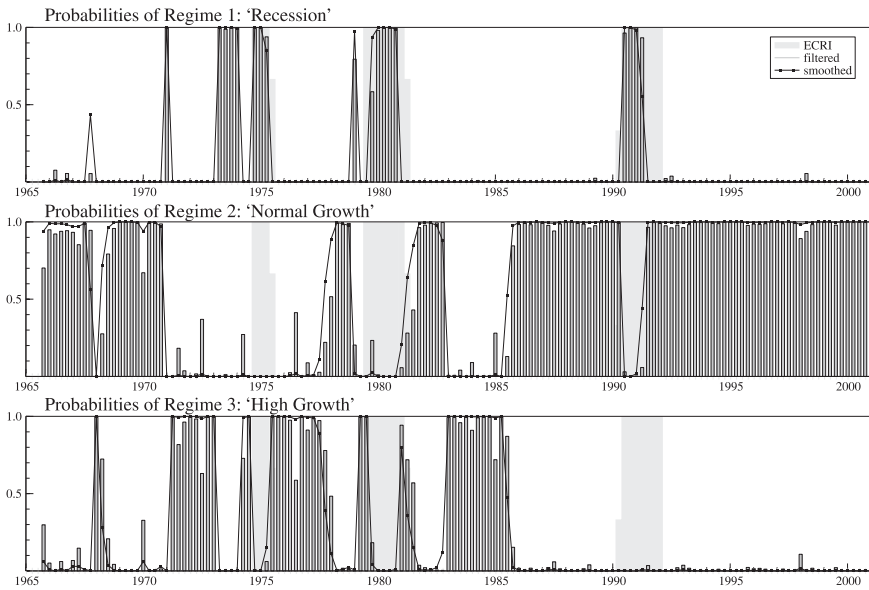 Probabilities of Regime 1: ‘Recession’
1.0
0.5
ECRI
filtered
smoothed
1965 1970 1975 1980 1985 1990 1995 2000
Probabilities of Regime 2: ‘Normal Growth’
1.0
0.5
1965 1970 1975 1980 1985 1990 1995 2000
Probabilities of Regime 3: ‘High Growth’
1.0
0.5
1965 1970 1975 1980 1985 1990 1995 2000